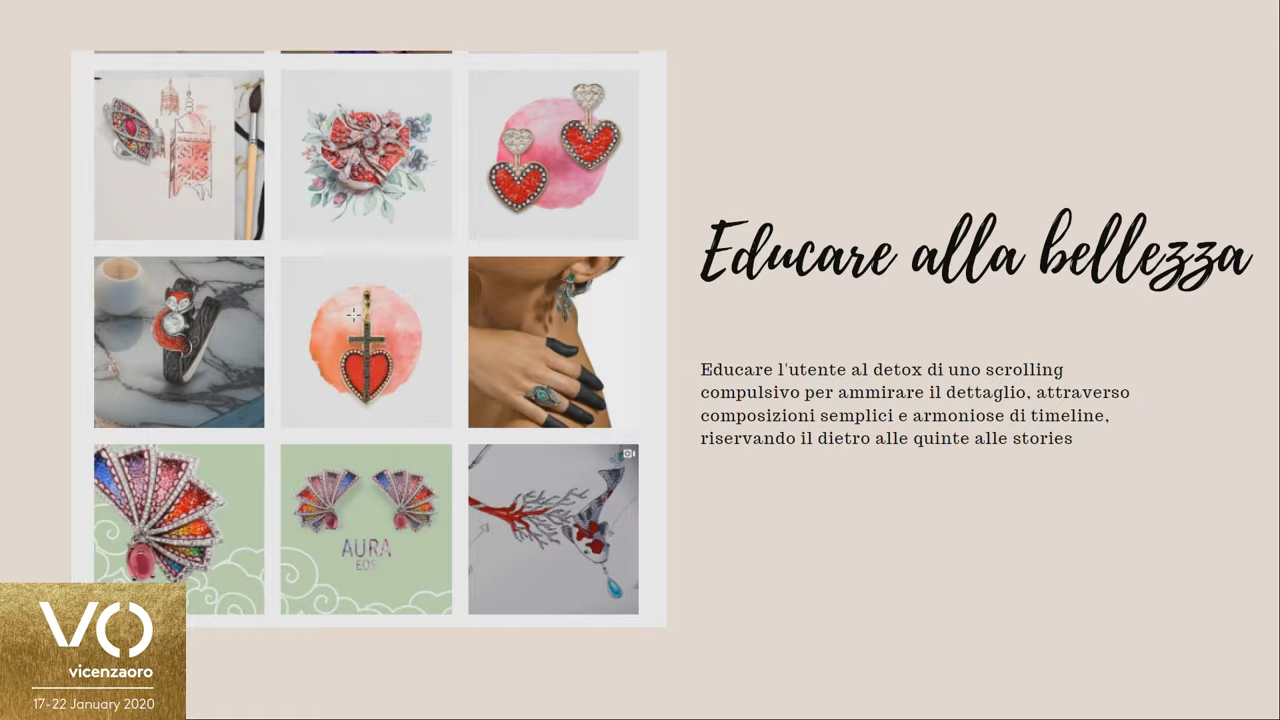 Educare alla bellezza
Educare l'utente al detox di uno scrolling
compulsivo per ammirare il dettaglio, attraverso
composizioni semplici e armoniose di timeline,
riservando il dietro alle quinte alle stories
AURA
EOS
VO
vicenzaoro
17-22 January 2020